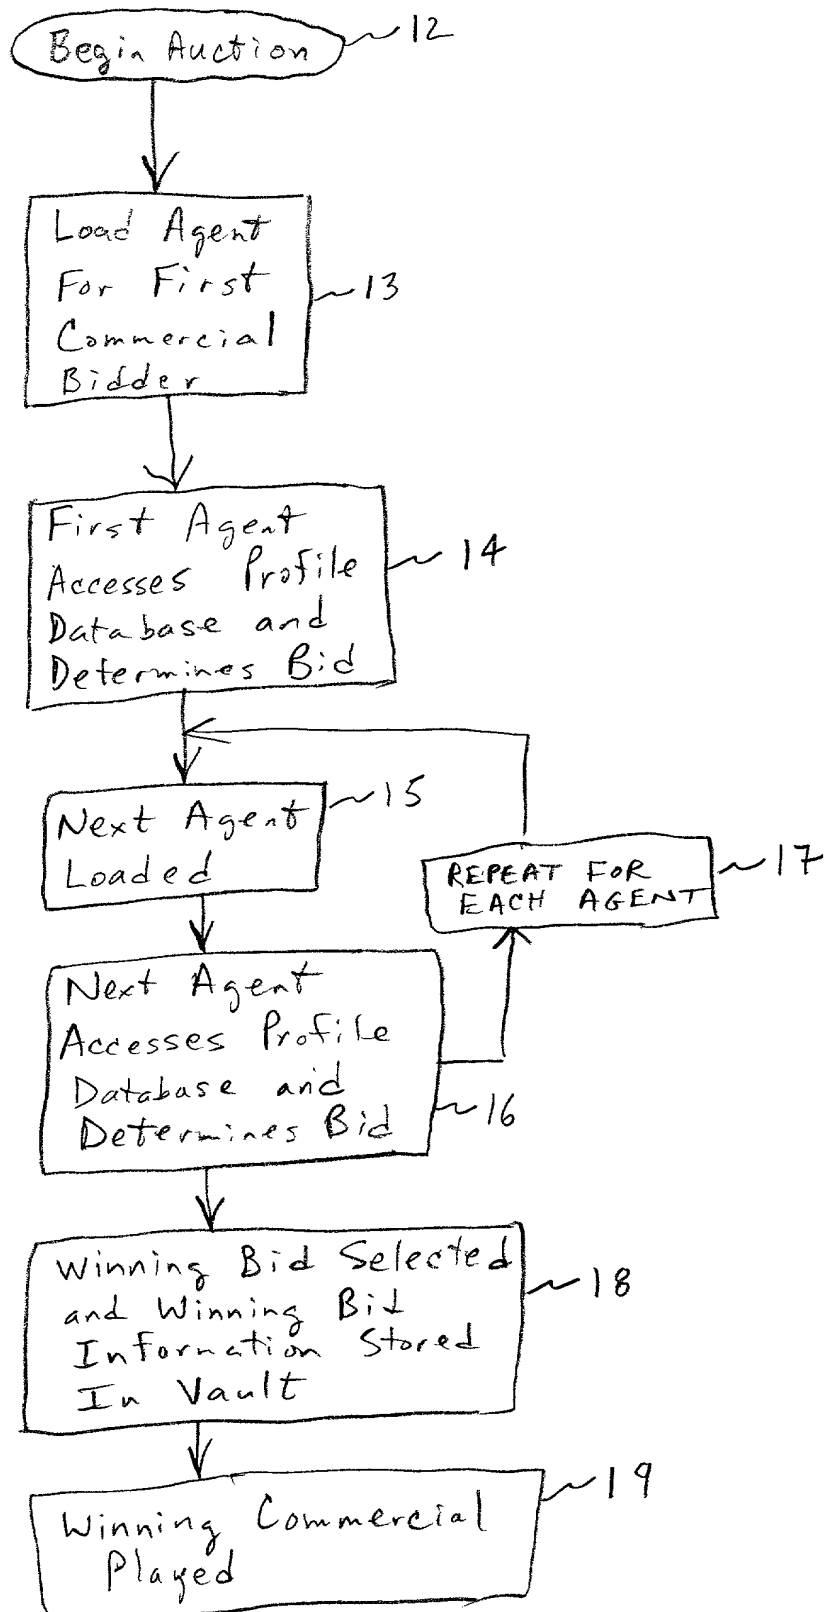 Begin Auction
12
Load Agent
For First
Commercial
Bidder
13
First Agent
Accesses Profile
Database and
Determines Bid
14
Next Agent
Loaded
15
REPEAT FOR
EACH AGENT
17
Next Agent
Accesses Profile
Database and
Determines Bid
16
Winning Bid Selected
and Winning Bid
Information Stored
In Vault
18
Winning Commercial
Played
19